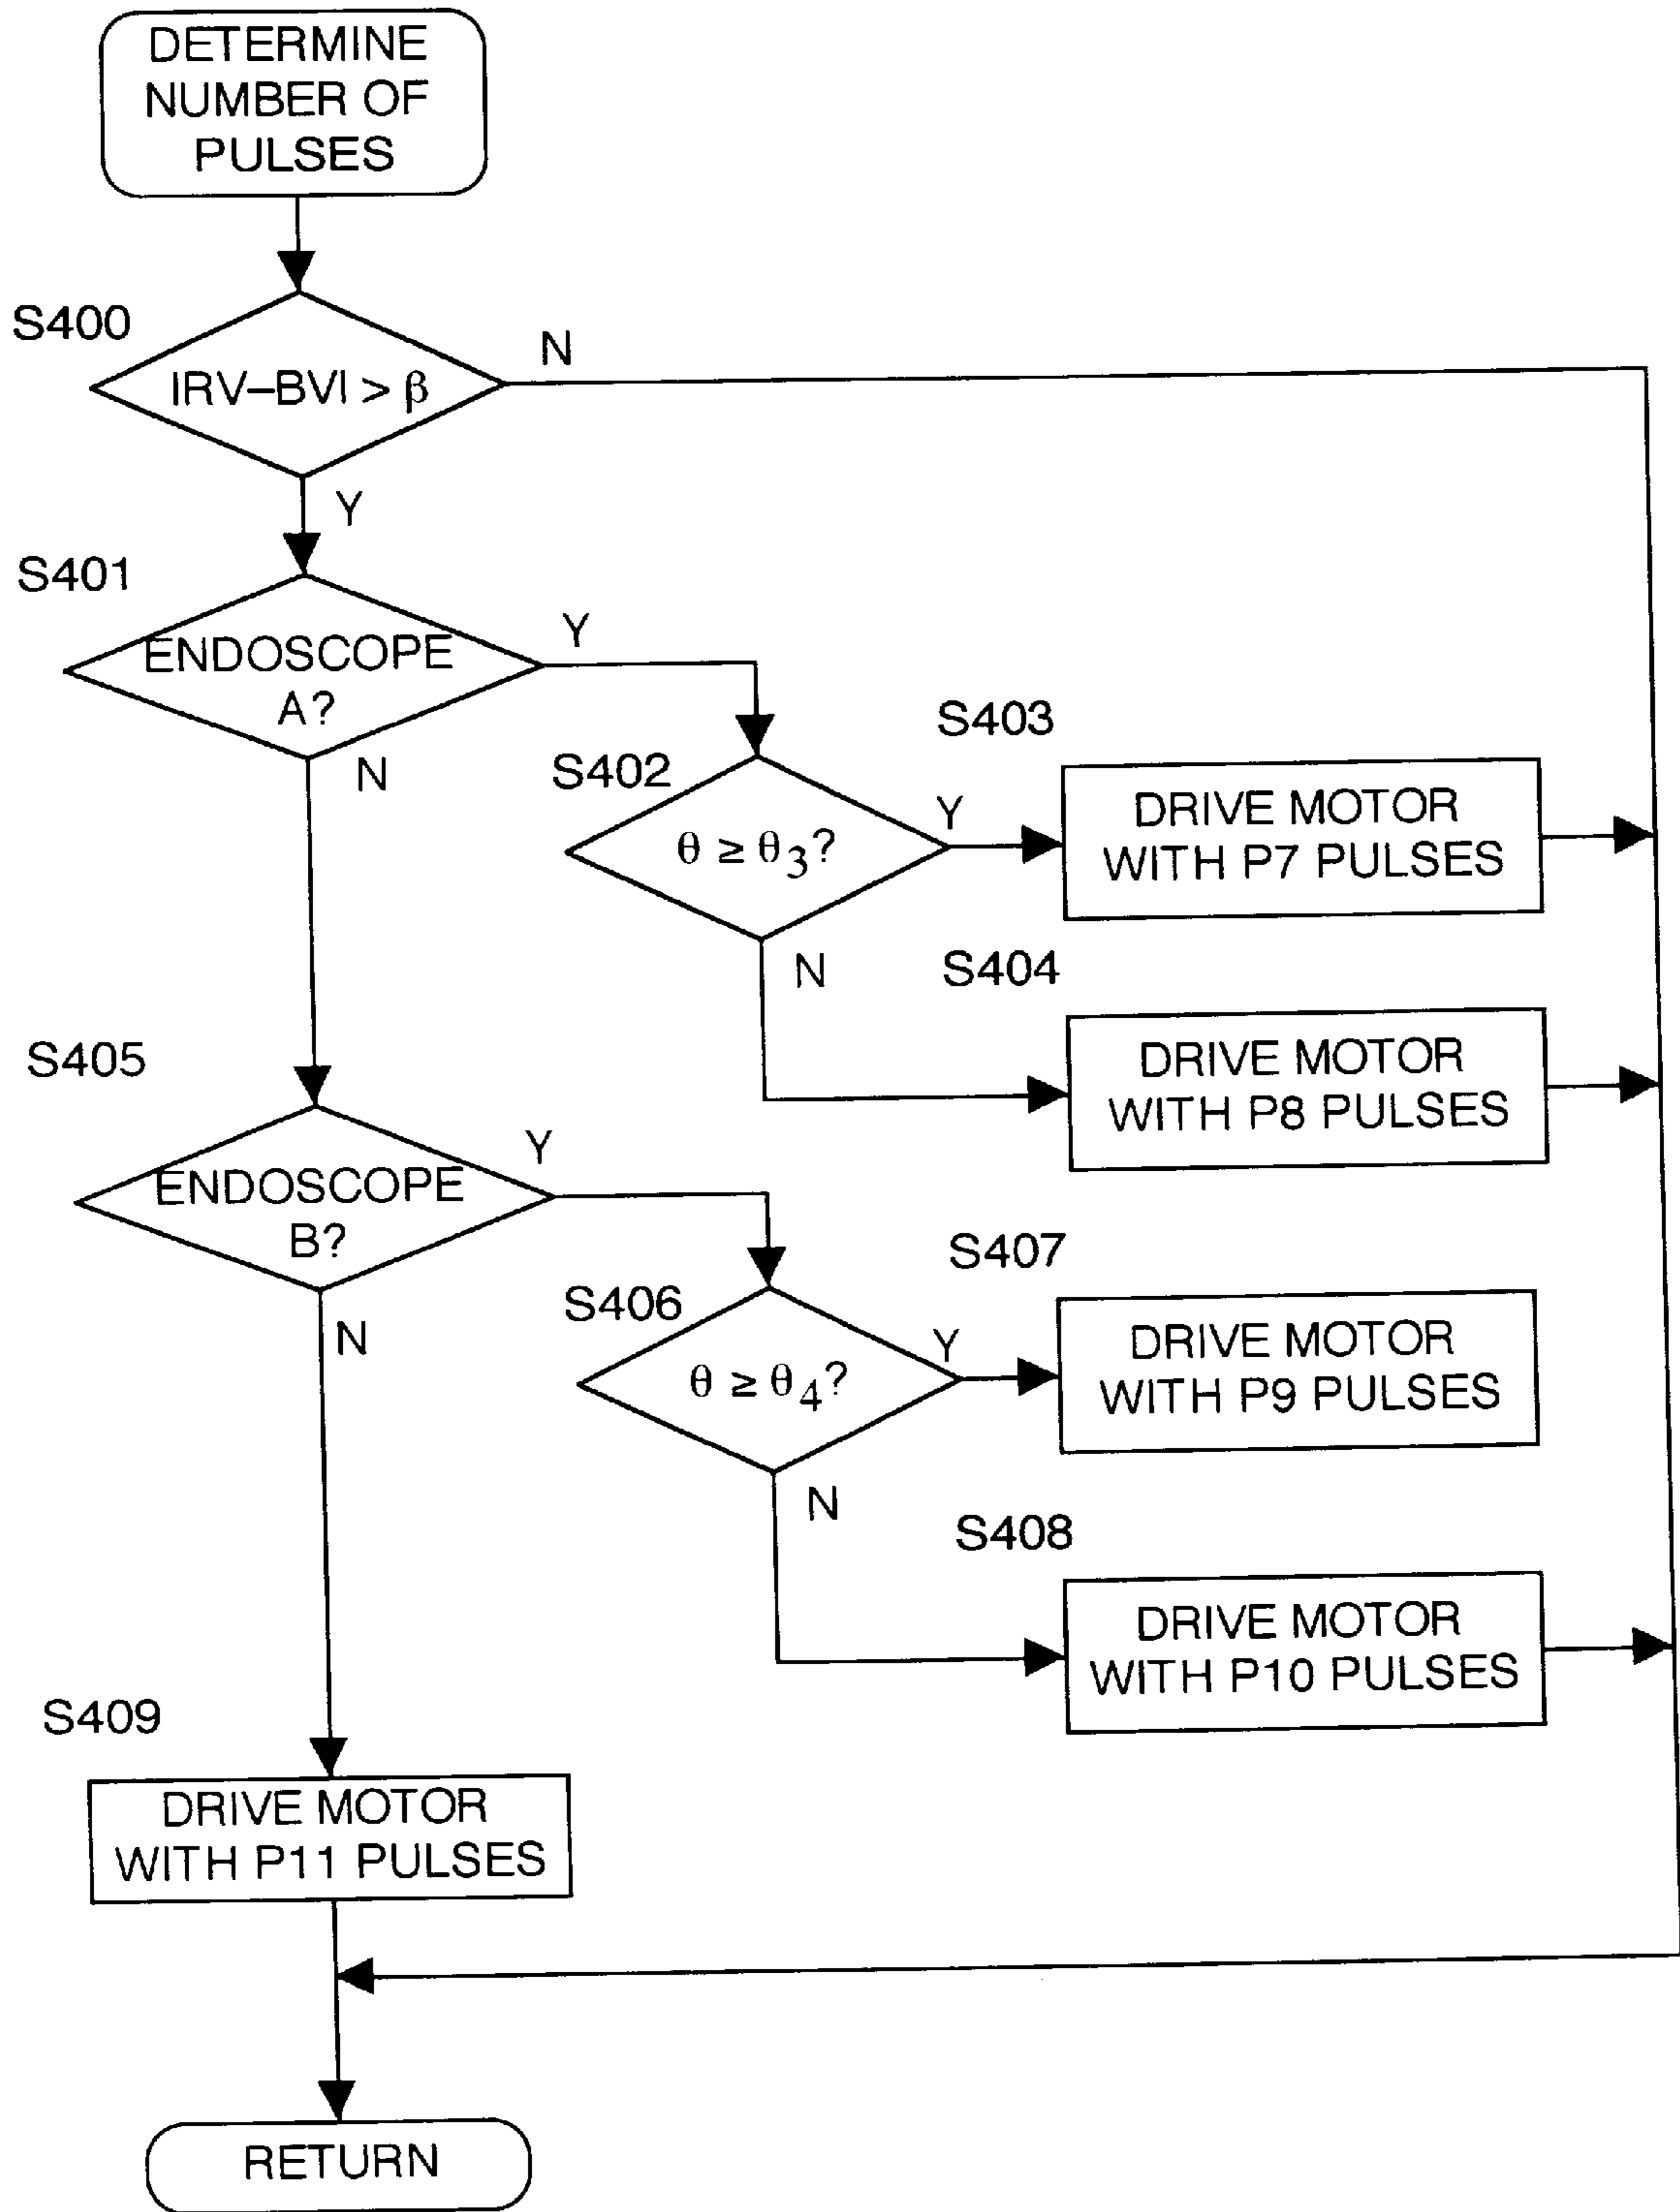 DETERMINE
NUMBER OF
PULSES
S400
IRV–BVI > β
N
Y
S401
ENDOSCOPE
A?
Y
N
S402
θ ≥ θ3?
Y
N
S403
DRIVE MOTOR
WITH P7 PULSES
S404
DRIVE MOTOR
WITH P8 PULSES
S405
ENDOSCOPE
B?
Y
N
S406
θ ≥ θ4?
Y
N
S407
DRIVE MOTOR
WITH P9 PULSES
S408
DRIVE MOTOR
WITH P10 PULSES
S409
DRIVE MOTOR
WITH P11 PULSES
RETURN